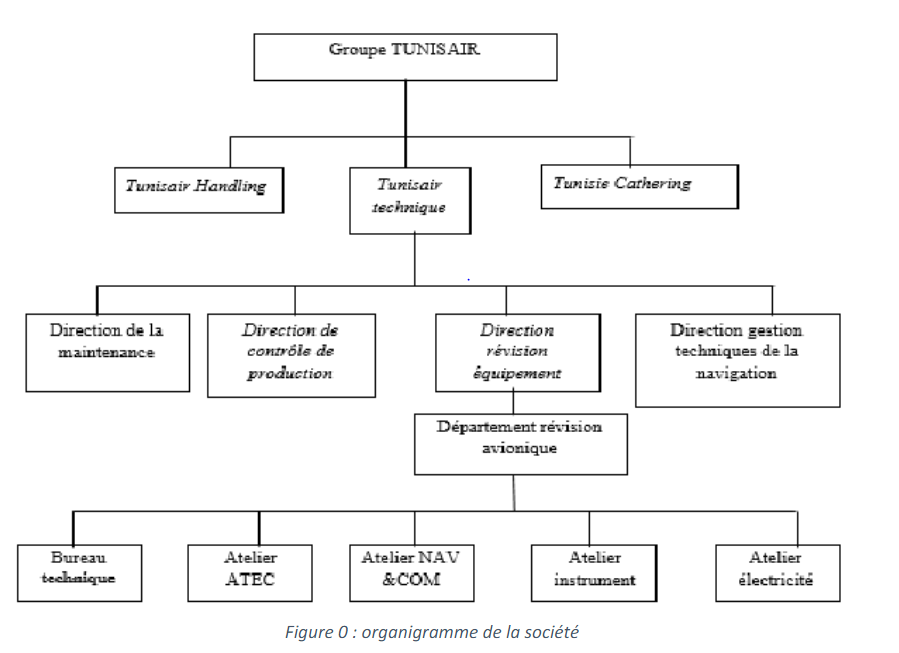 Groupe TUNISAIR
Tunisair Handling
Tunisair
technique
Tunisie Cathering
Direction de la
maintenance
Direction de
contrôle de
production
Direction
révision
équipement
Direction gestion
techniques de la
navigation
Département révision
avionique
Bureau
technique
Atelier
ATEC
Atelier NAV
&COM
Atelier
instrument
Atelier
électricité
Figure 0 : organigramme de la société